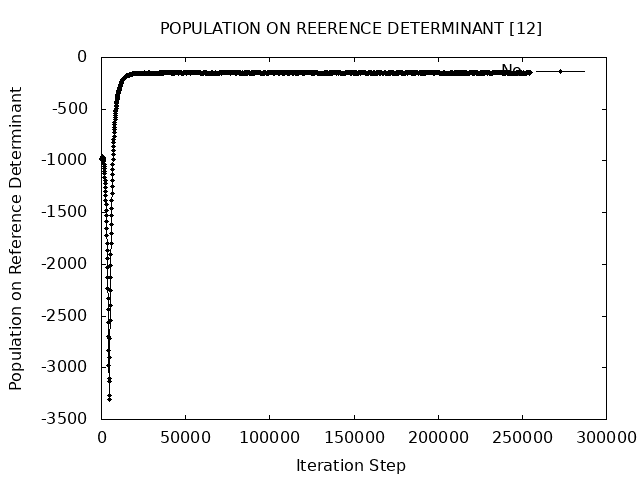 POPULATION ON REERENCE DETERMINANT [12]
Population on Reference Determinant
0
-500
-1000
-1500
-2000
-2500
-3000
-3500
No
0 50000 100000 150000 200000 250000 300000
Iteration Step